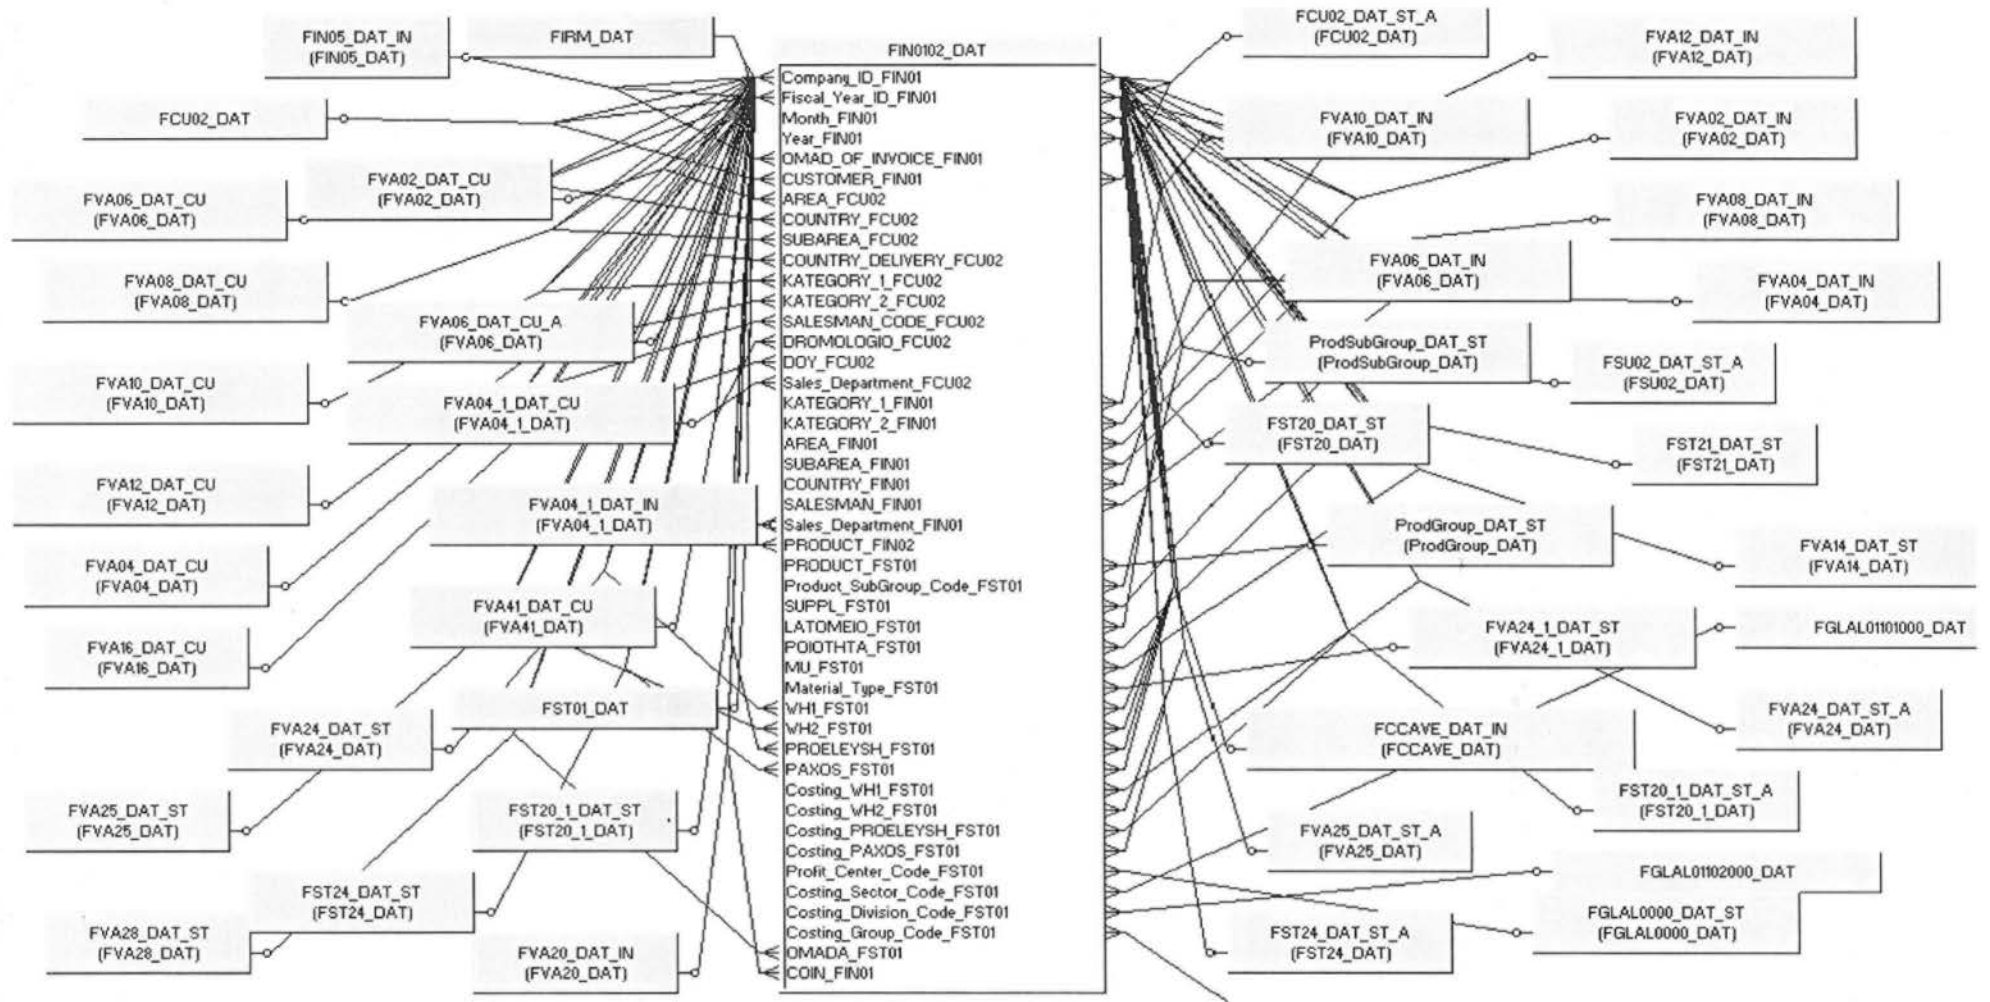 FIN05_DAT_IN
(FIN05_DAT)
FIRM_DAT
FCU02_DAT
FVA02_DAT_CU
(FVA02_DAT)
FVA06_DAT_CU
(FVA06_DAT)
FVA08_DAT_CU
(FVA08_DAT)
FVA06_DAT_CU_A
(FVA06_DAT)
FVA10_DAT_CU
(FVA10_DAT)
FVA04_1_DAT_CU
(FVA04_1_DAT)
FVA12_DAT_CU
(FVA12_DAT)
FVA04_1_DAT_IN
(FVA04_1_DAT)
FVA04_DAT_CU
(FVA04_DAT)
FVA41_DAT_CU
(FVA41_DAT)
FVA16_DAT_CU
(FVA16_DAT)
FST01_DAT
FVA24_DAT_ST
(FVA24_DAT)
FVA25_DAT_ST
(FVA25_DAT)
FST20_1_DAT_ST
(FST20_1_DAT)
FST24_DAT_ST
(FST24_DAT)
FVA28_DAT_ST
(FVA28_DAT)
FVA20_DAT_IN
(FVA20_DAT)
FIN0102_DAT
Company_ID_FIN01
Fiscal_Year_ID_FIN01
Month_FIN01
Year_FIN01
OMAD_OF_INVOICE_FIN01
CUSTOMER_FIN01
AREA_FCU02
COUNTRY_FCU02
SUBAREA_FCU02
COUNTRY_DELIVERY_FCU02
KATEGORY_1_FCU02
KATEGORY_2_FCU02
SALESMAN_CODE_FCU02
DROMOLOGIO_FCU02
DOY_FCU02
Sales_Department_FCU02
KATEGORY_1_FIN01
KATEGORY_2_FIN01
AREA_FIN01
SUBAREA_FIN01
COUNTRY_FIN01
SALESMAN_FIN01
Sales_Department_FIN01
PRODUCT_FIN02
PRODUCT_FST01
Product_SubGroup_Code_FST01
SUPPL_FST01
LATOMEIO_FST01
POIOTHTA_FST01
MU_FST01
Material_Type_FST01
WH1_FST01
WH2_FST01
PROELEYSH_FST01
PAXOS_FST01
Costing_WH1_FST01
Costing_WH2_FST01
Costing_PROELEYSH_FST01
Costing_PAXOS_FST01
Profit_Center_Code_FST01
Costing_Sector_Code_FST01
Costing_Division_Code_FST01
Costing_Group_Code_FST01
OMADA_FST01
COIN_FIN01
FCU02_DAT_ST_A
(FCU02_DAT)
FVA12_DAT_IN
(FVA12_DAT)
FVA10_DAT_IN
(FVA10_DAT)
FVA02_DAT_IN
(FVA02_DAT)
FVA08_DAT_IN
(FVA08_DAT)
FVA06_DAT_IN
(FVA06_DAT)
FVA04_DAT_IN
(FVA04_DAT)
ProdSubGroup_DAT_ST
(ProdSubGroup_DAT)
FSU02_DAT_ST_A
(FSU02_DAT)
FST20_DAT_ST
(FST20_DAT)
FST21_DAT_ST
(FST21_DAT)
ProdGroup_DAT_ST
(ProdGroup_DAT)
FVA14_DAT_ST
(FVA14_DAT)
FVA24_1_DAT_ST
(FVA24_1_DAT)
FGLAL01101000_DAT
FVA24_DAT_ST_A
(FVA24_DAT)
FCCAVE_DAT_IN
(FCCAVE_DAT)
FST20_1_DAT_ST_A
(FST20_1_DAT)
FVA25_DAT_ST_A
(FVA25_DAT)
FGLAL01102000_DAT
FGLAL0000_DAT_ST
(FGLAL0000_DAT)
FST24_DAT_ST_A
(FST24_DAT)